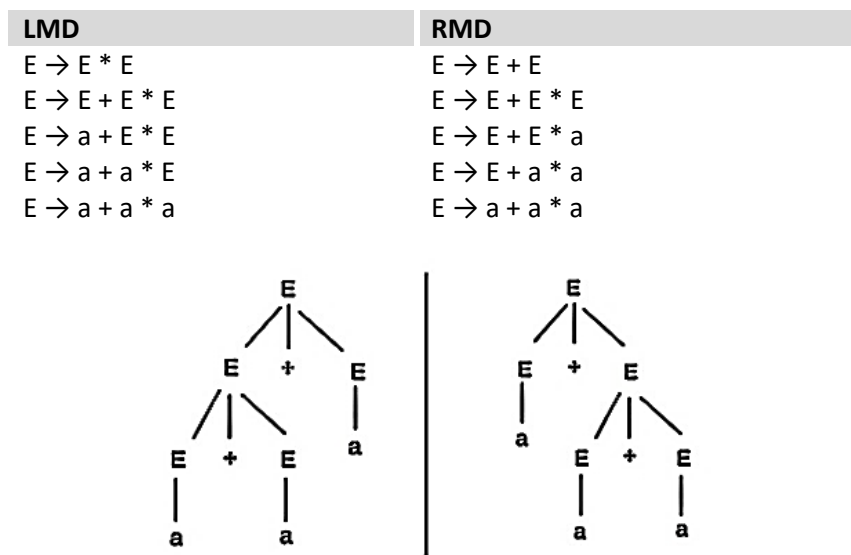 LMD RMD
E → E * E E → E + E
E → E + E * E E → E + E * E
E → a + E * E E → E + E * a
E → a + a * E E → E + a * a
E → a + a * a E → a + a * a
E E
E + E E + E
E + E a a E + E
a a a a